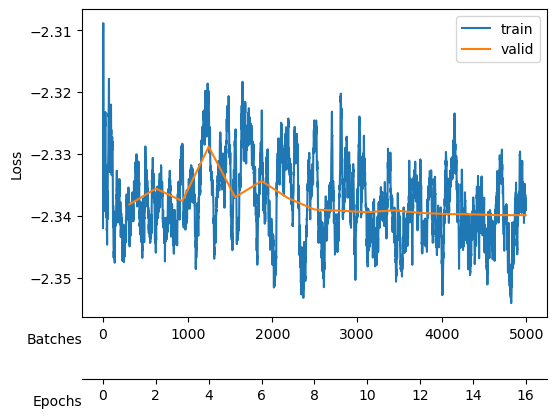 −2.31
−2.32
−2.33
−2.34
−2.35
Loss
train
valid
Batches 0 1000 2000 3000 4000 5000
Epochs 0 2 4 6 8 10 12 14 16